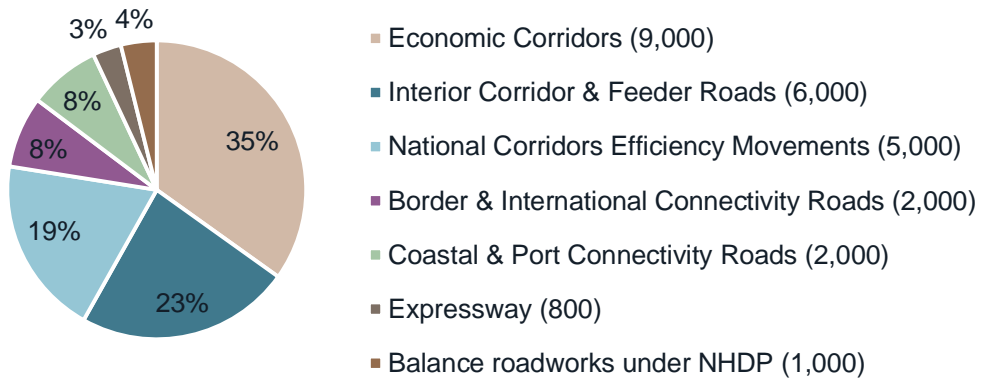 3%
4%
35%
8%
8%
19%
23%
Economic Corridors (9,000)
Interior Corridor & Feeder Roads (6,000)
National Corridors Efficiency Movements (5,000)
Border & International Connectivity Roads (2,000)
Coastal & Port Connectivity Roads (2,000)
Expressway (800)
Balance roadworks under NHDP (1,000)